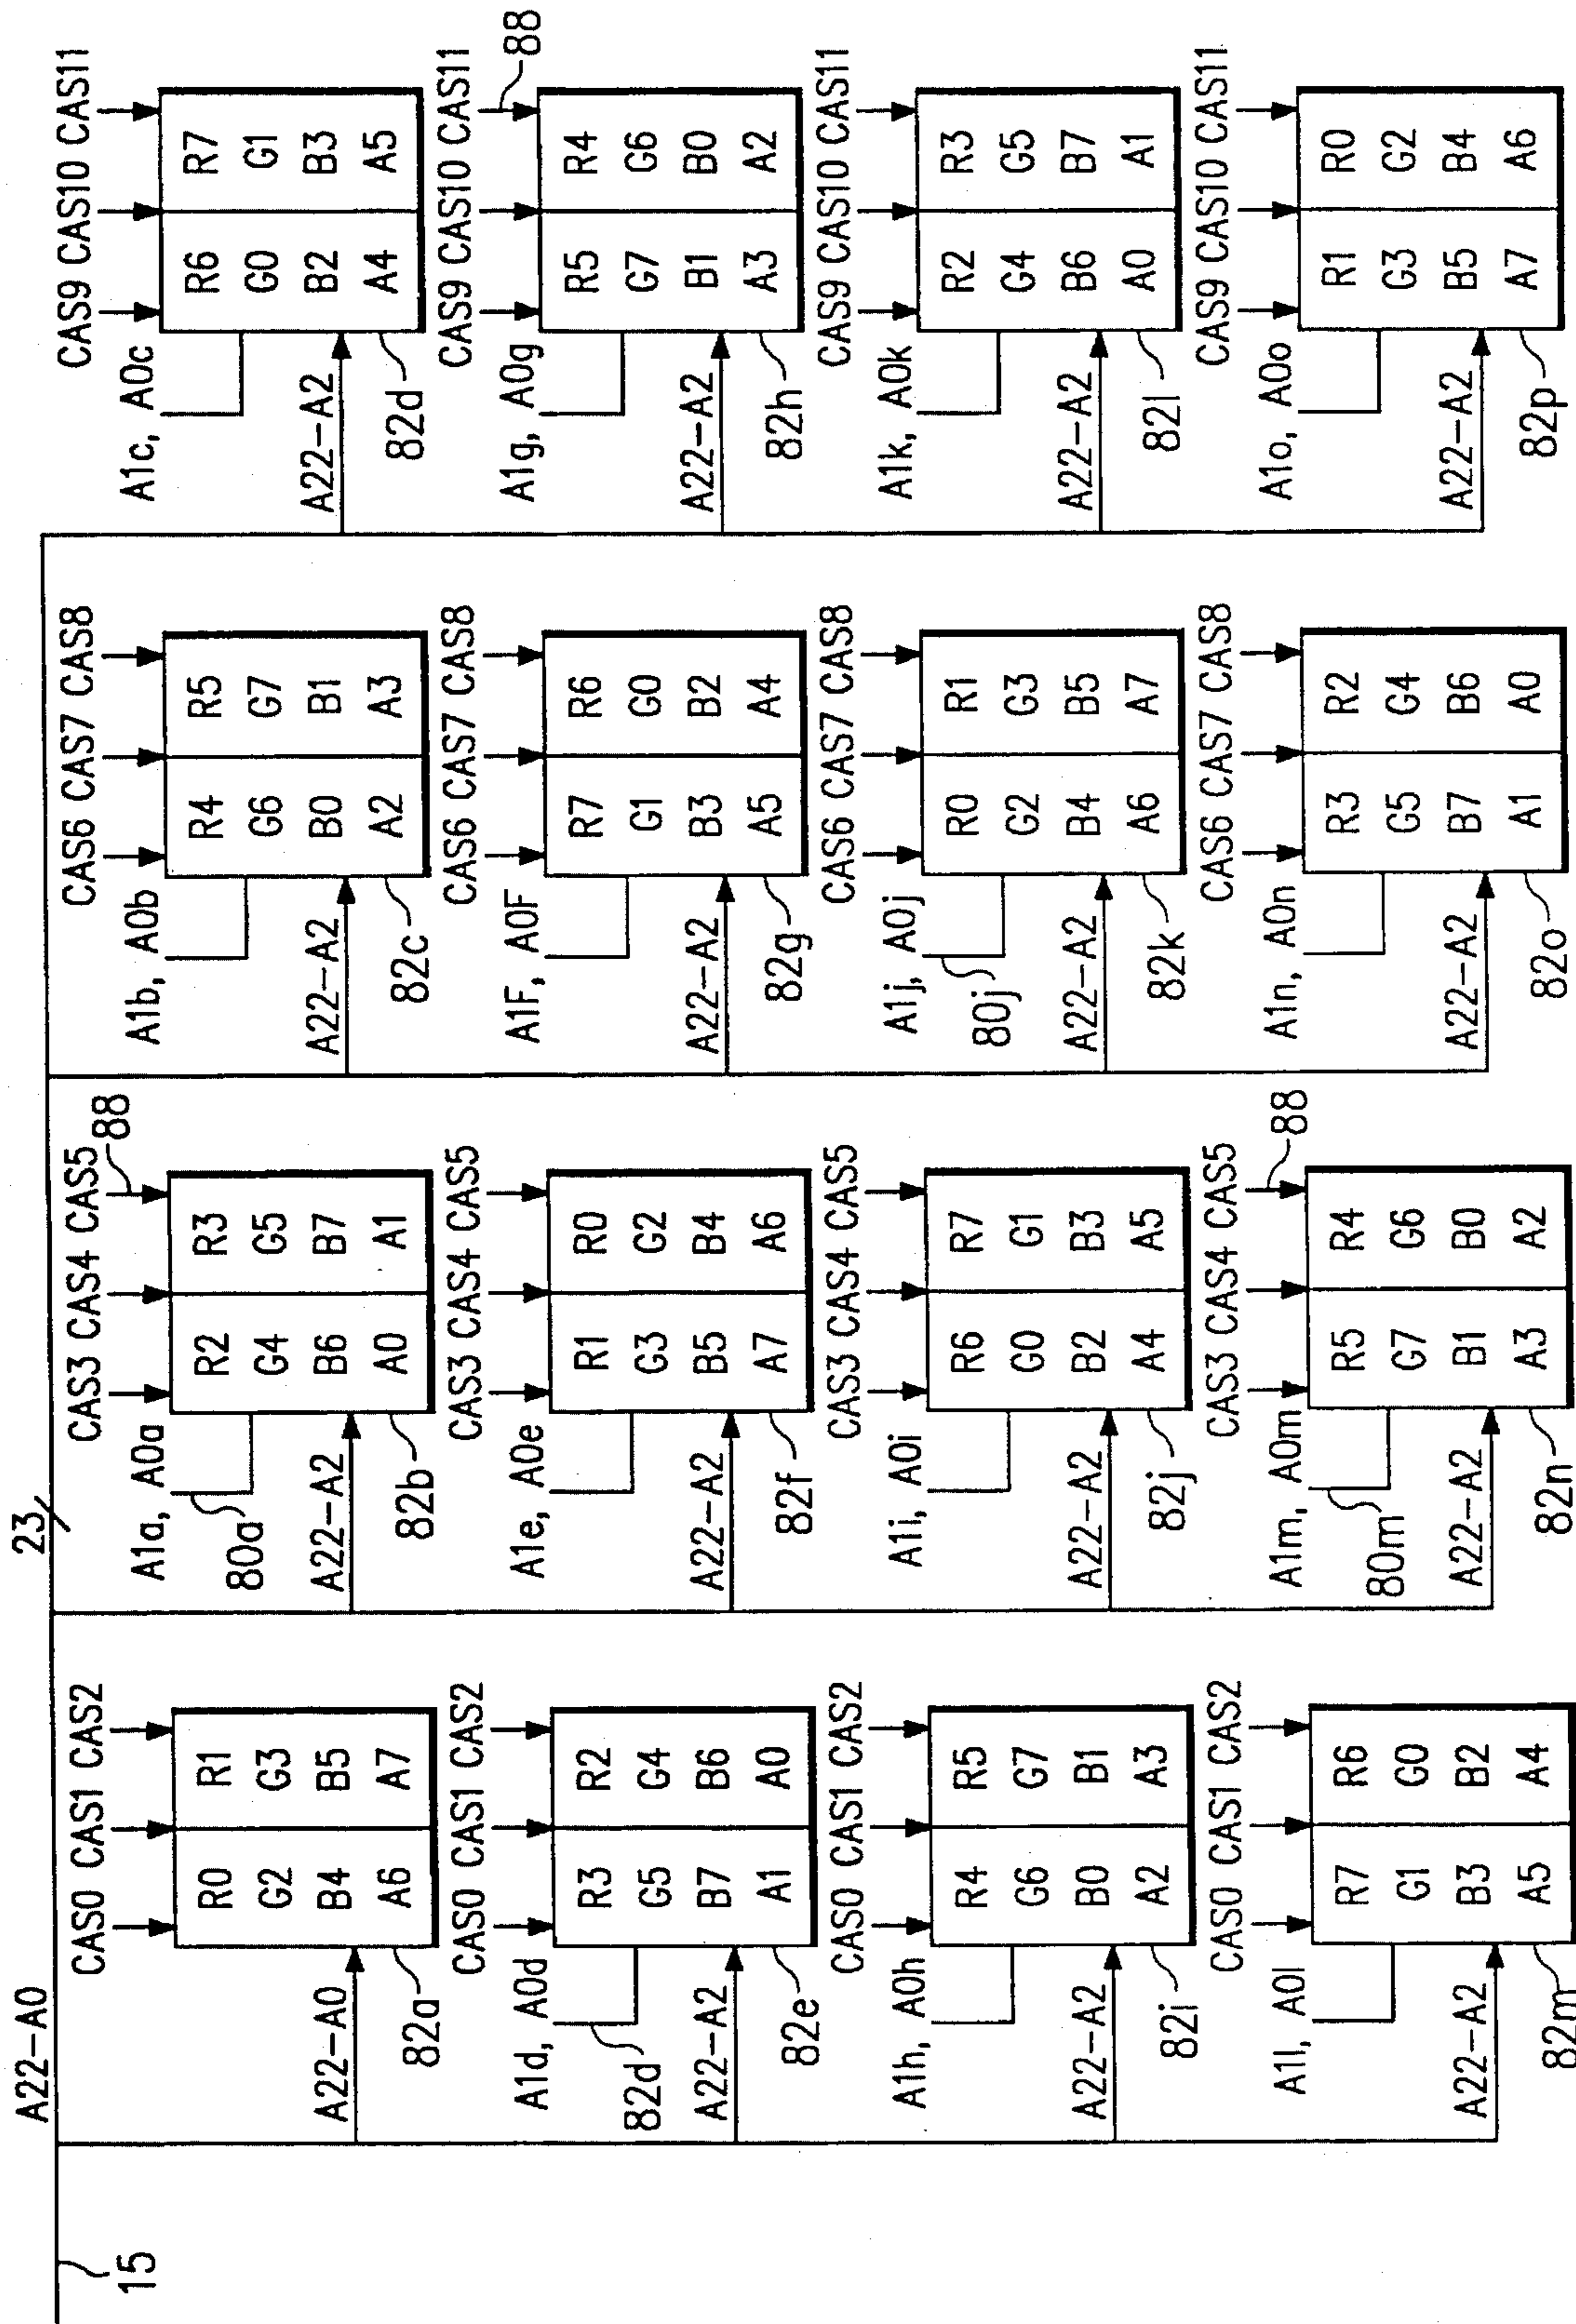 A22-A0
23
15
CAS0 CAS1 CAS2
R0 R1
G2 G3
B4 B5
A6 A7
A22-A0
82a
CAS3 CAS4 CAS5
88
A1a, A0a
80a
R2 R3
G4 G5
B6 B7
A0 A1
A22-A2
82b
CAS6 CAS7 CAS8
A1b, A0b
R4 R5
G6 G7
B0 B1
A2 A3
A22-A2
82c
CAS9 CAS10 CAS11
A1c, A0c
R6 R7
G0 G1
B2 B3
A4 A5
A22-A2
82d
CAS0 CAS1 CAS2
A1d, A0d
82d
R3 R2
G5 G4
B7 B6
A1 A0
A22-A2
82e
CAS3 CAS4 CAS5
A1e, A0e
R1 R0
G3 G2
B5 B4
A7 A6
A22-A2
82f
CAS6 CAS7 CAS8
A1F, A0F
R7 R6
G1 G0
B3 B2
A5 A4
A22-A2
82g
CAS9 CAS10 CAS11
88
A1g, A0g
R5 R4
G7 G6
B1 B0
A3 A2
A22-A2
82h
CAS0 CAS1 CAS2
A1h, A0h
R4 R5
G6 G7
B0 B1
A2 A3
A22-A2
82i
CAS3 CAS4 CAS5
A1i, A0i
R6 R7
G0 G1
B2 B3
A4 A5
A22-A2
82j
CAS6 CAS7 CAS8
A1j, A0j
80j
R0 R1
G2 G3
B4 B5
A6 A7
A22-A2
82k
CAS9 CAS10 CAS11
A1k, A0k
R2 R3
G4 G5
B6 B7
A0 A1
A22-A2
82l
CAS0 CAS1 CAS2
A1l, A0l
R7 R6
G1 G0
B3 B2
A5 A4
A22-A2
82m
CAS3 CAS4 CAS5
88
A1m, A0m
80m
R5 R4
G7 G6
B1 B0
A3 A2
A22-A2
82n
CAS6 CAS7 CAS8
A1n, A0n
R3 R2
G5 G4
B7 B6
A1 A0
A22-A2
82o
CAS9 CAS10 CAS11
A1o, A0o
R1 R0
G3 G2
B5 B4
A7 A6
A22-A2
82p